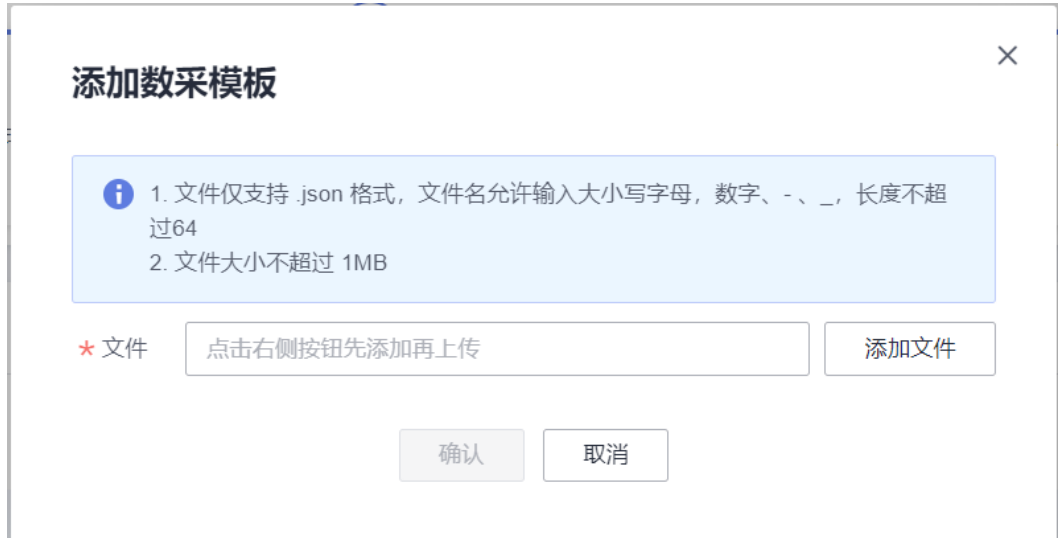 添加数采模板
1. 文件仅支持 .json 格式，文件名允许输入大小写字母，数字、- 、_，长度不超
过64
2. 文件大小不超过 1MB
* 文件
点击右侧按钮先添加再上传
添加文件
确认
取消